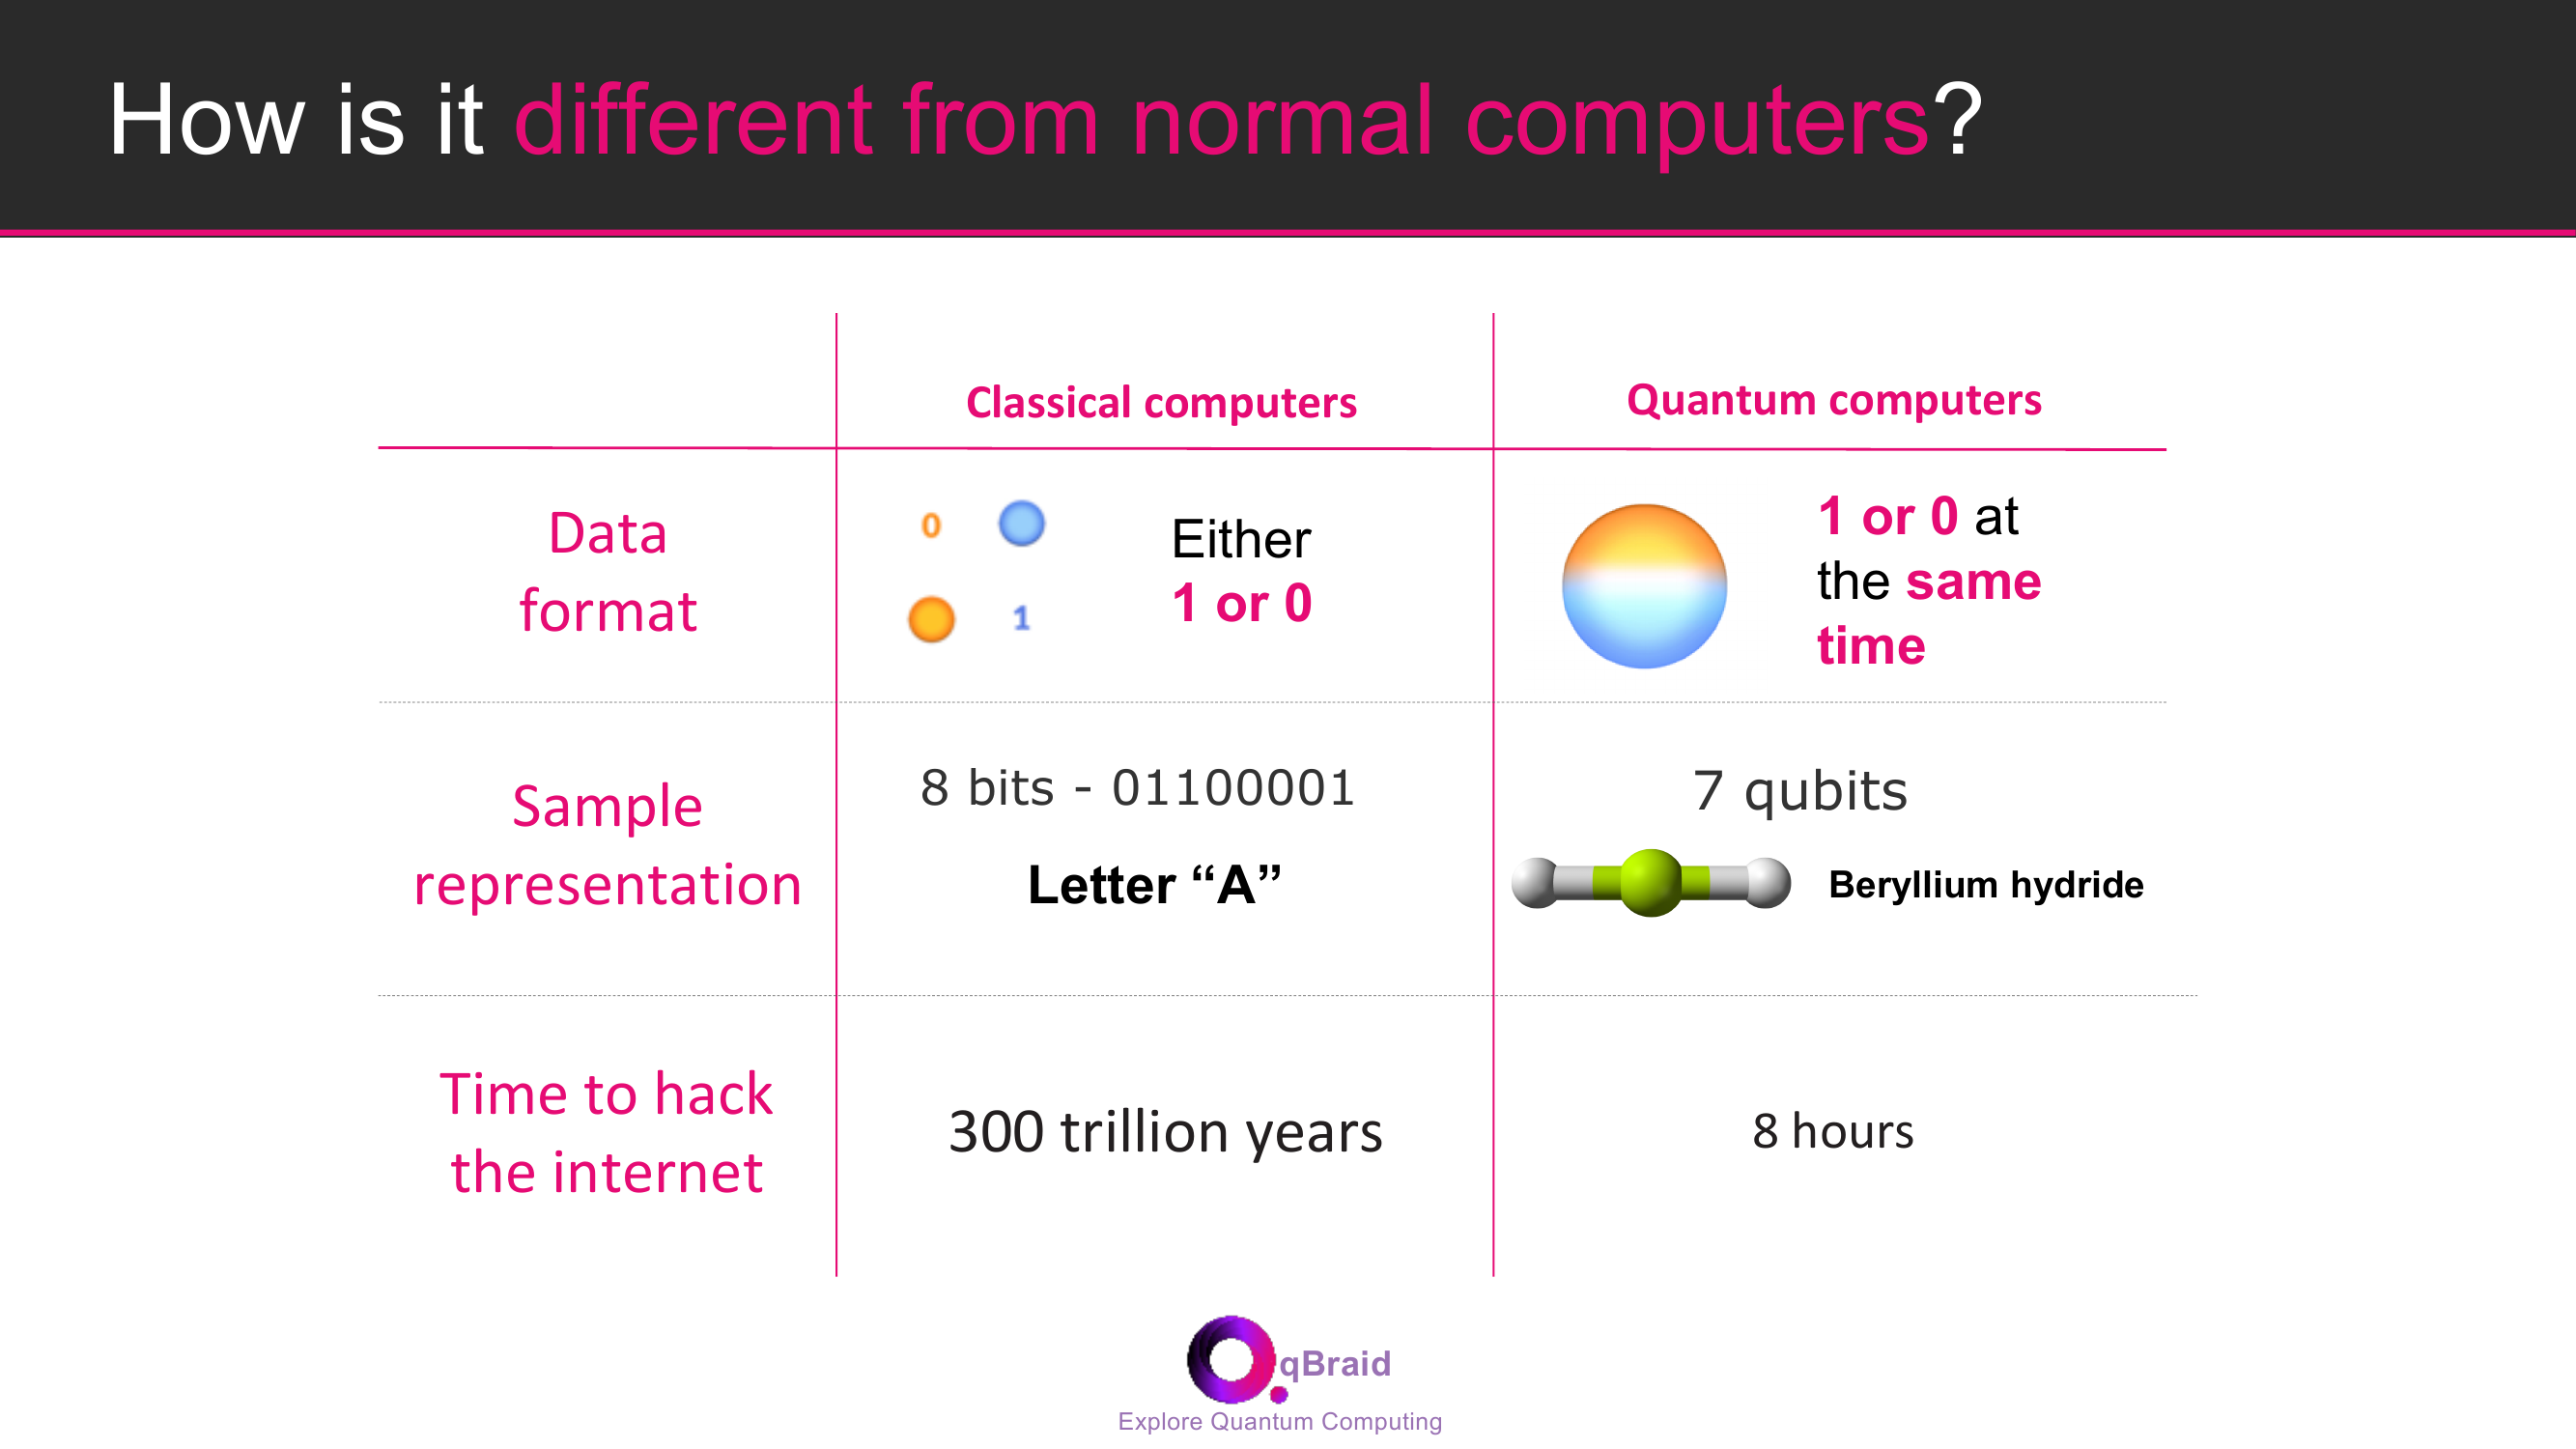 How is it different from normal computers?
Classical computers
Quantum computers
Data
format
0
1
Either
1 or 0
1 or 0 at
the same
time
Sample
representation
8 bits - 01100001
Letter “A”
7 qubits
Beryllium hydride
Time to hack
the internet
300 trillion years
8 hours
qBraid
Explore Quantum Computing